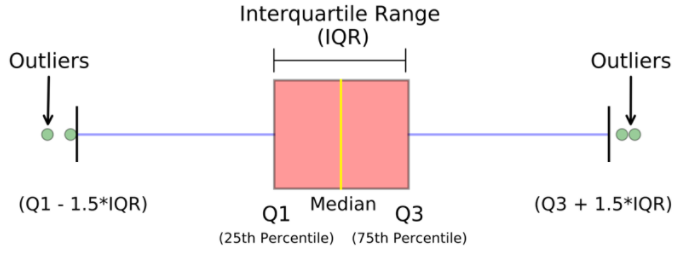 Interquartile Range
(IQR)
Outliers
Outliers
(Q1 - 1.5*IQR)
(Q3 + 1.5*IQR)
Q1
Median
Q3
(25th Percentile)
(75th Percentile)